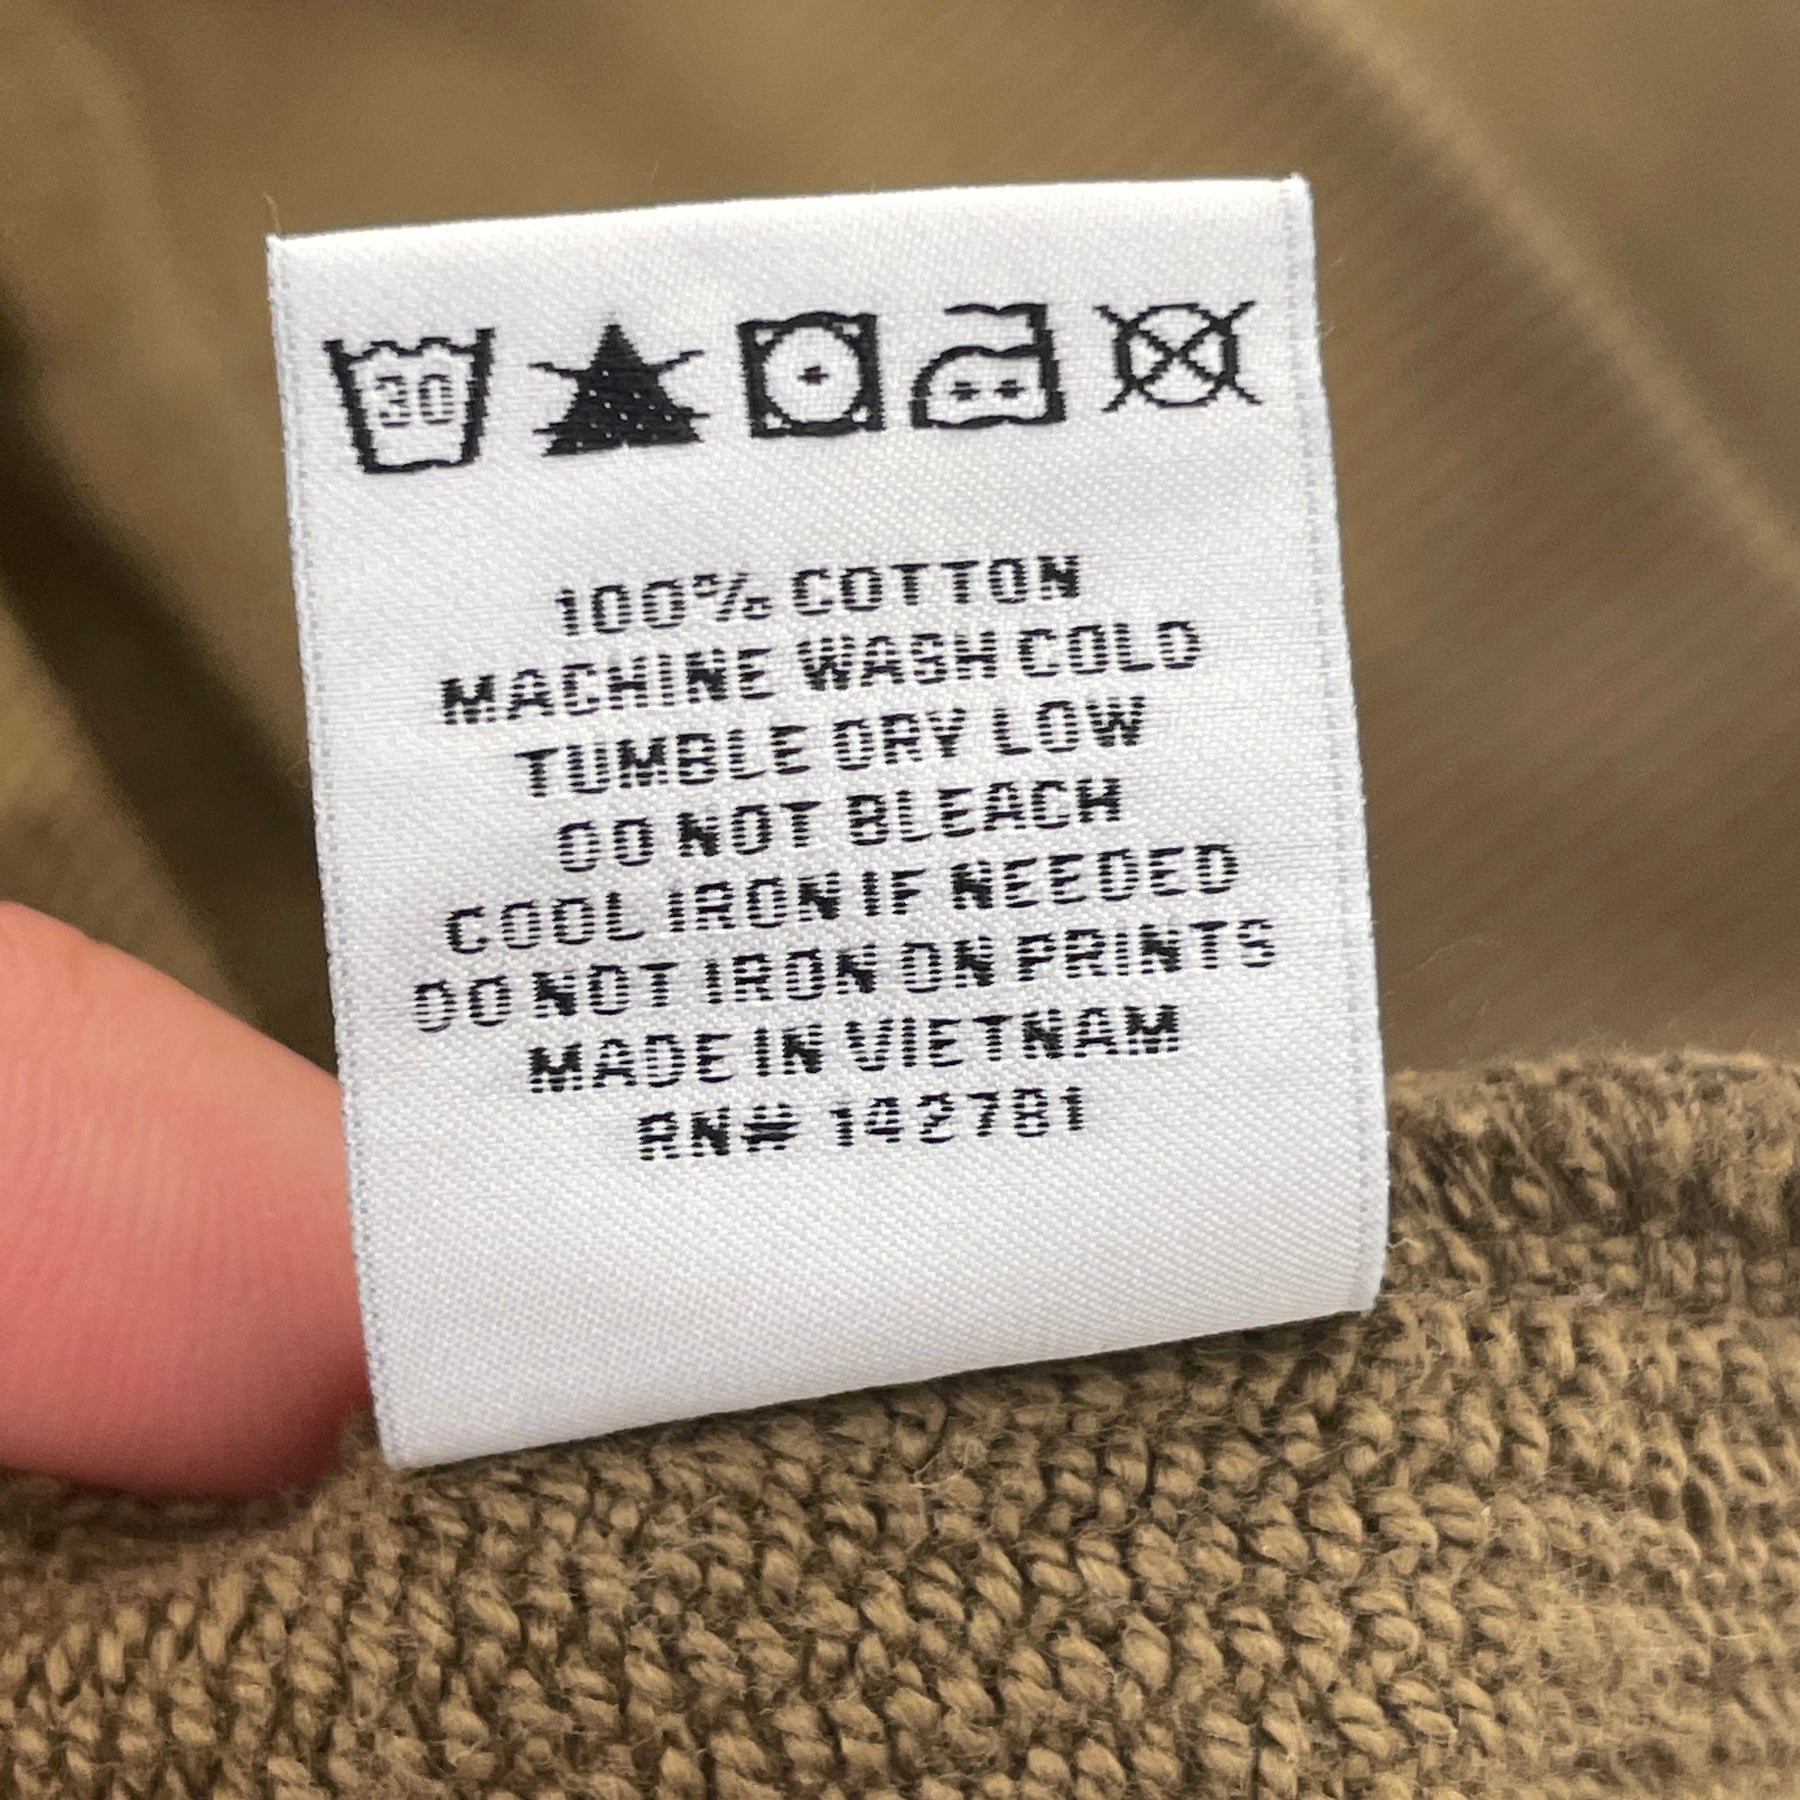 30
100% COTTON
MACHINE WASH COLD
TUMBLE DRY LOW
DO NOT BLEACH
COOL IRON IF NEEDED
DO NOT IRON ON PRINTS
MADE IN VIETNAM
RN# 142781